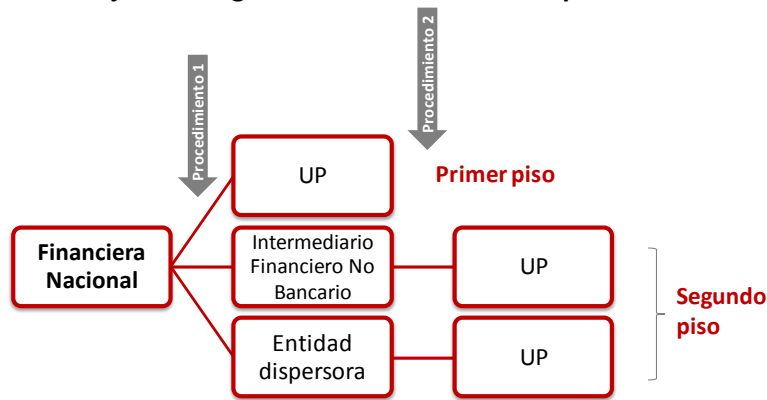 Procedimiento 1
Procedimiento 2
UP
Primer piso
Financiera
Nacional
Intermediario
Financiero No
Bancario
UP
Segundo
piso
Entidad
dispersora
UP